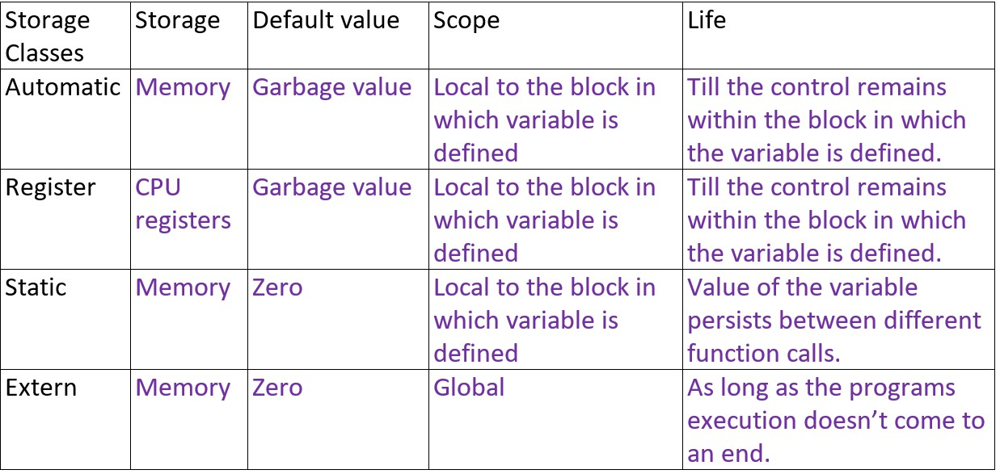 Storage Classes | Storage | Default value | Scope | Life
Automatic | Memory | Garbage value | Local to the block in which variable is defined | Till the control remains within the block in which the variable is defined.
Register | CPU registers | Garbage value | Local to the block in which variable is defined | Till the control remains within the block in which the variable is defined.
Static | Memory | Zero | Local to the block in which variable is defined | Value of the variable persists between different function calls.
Extern | Memory | Zero | Global | As long as the programs execution doesn’t come to an end.